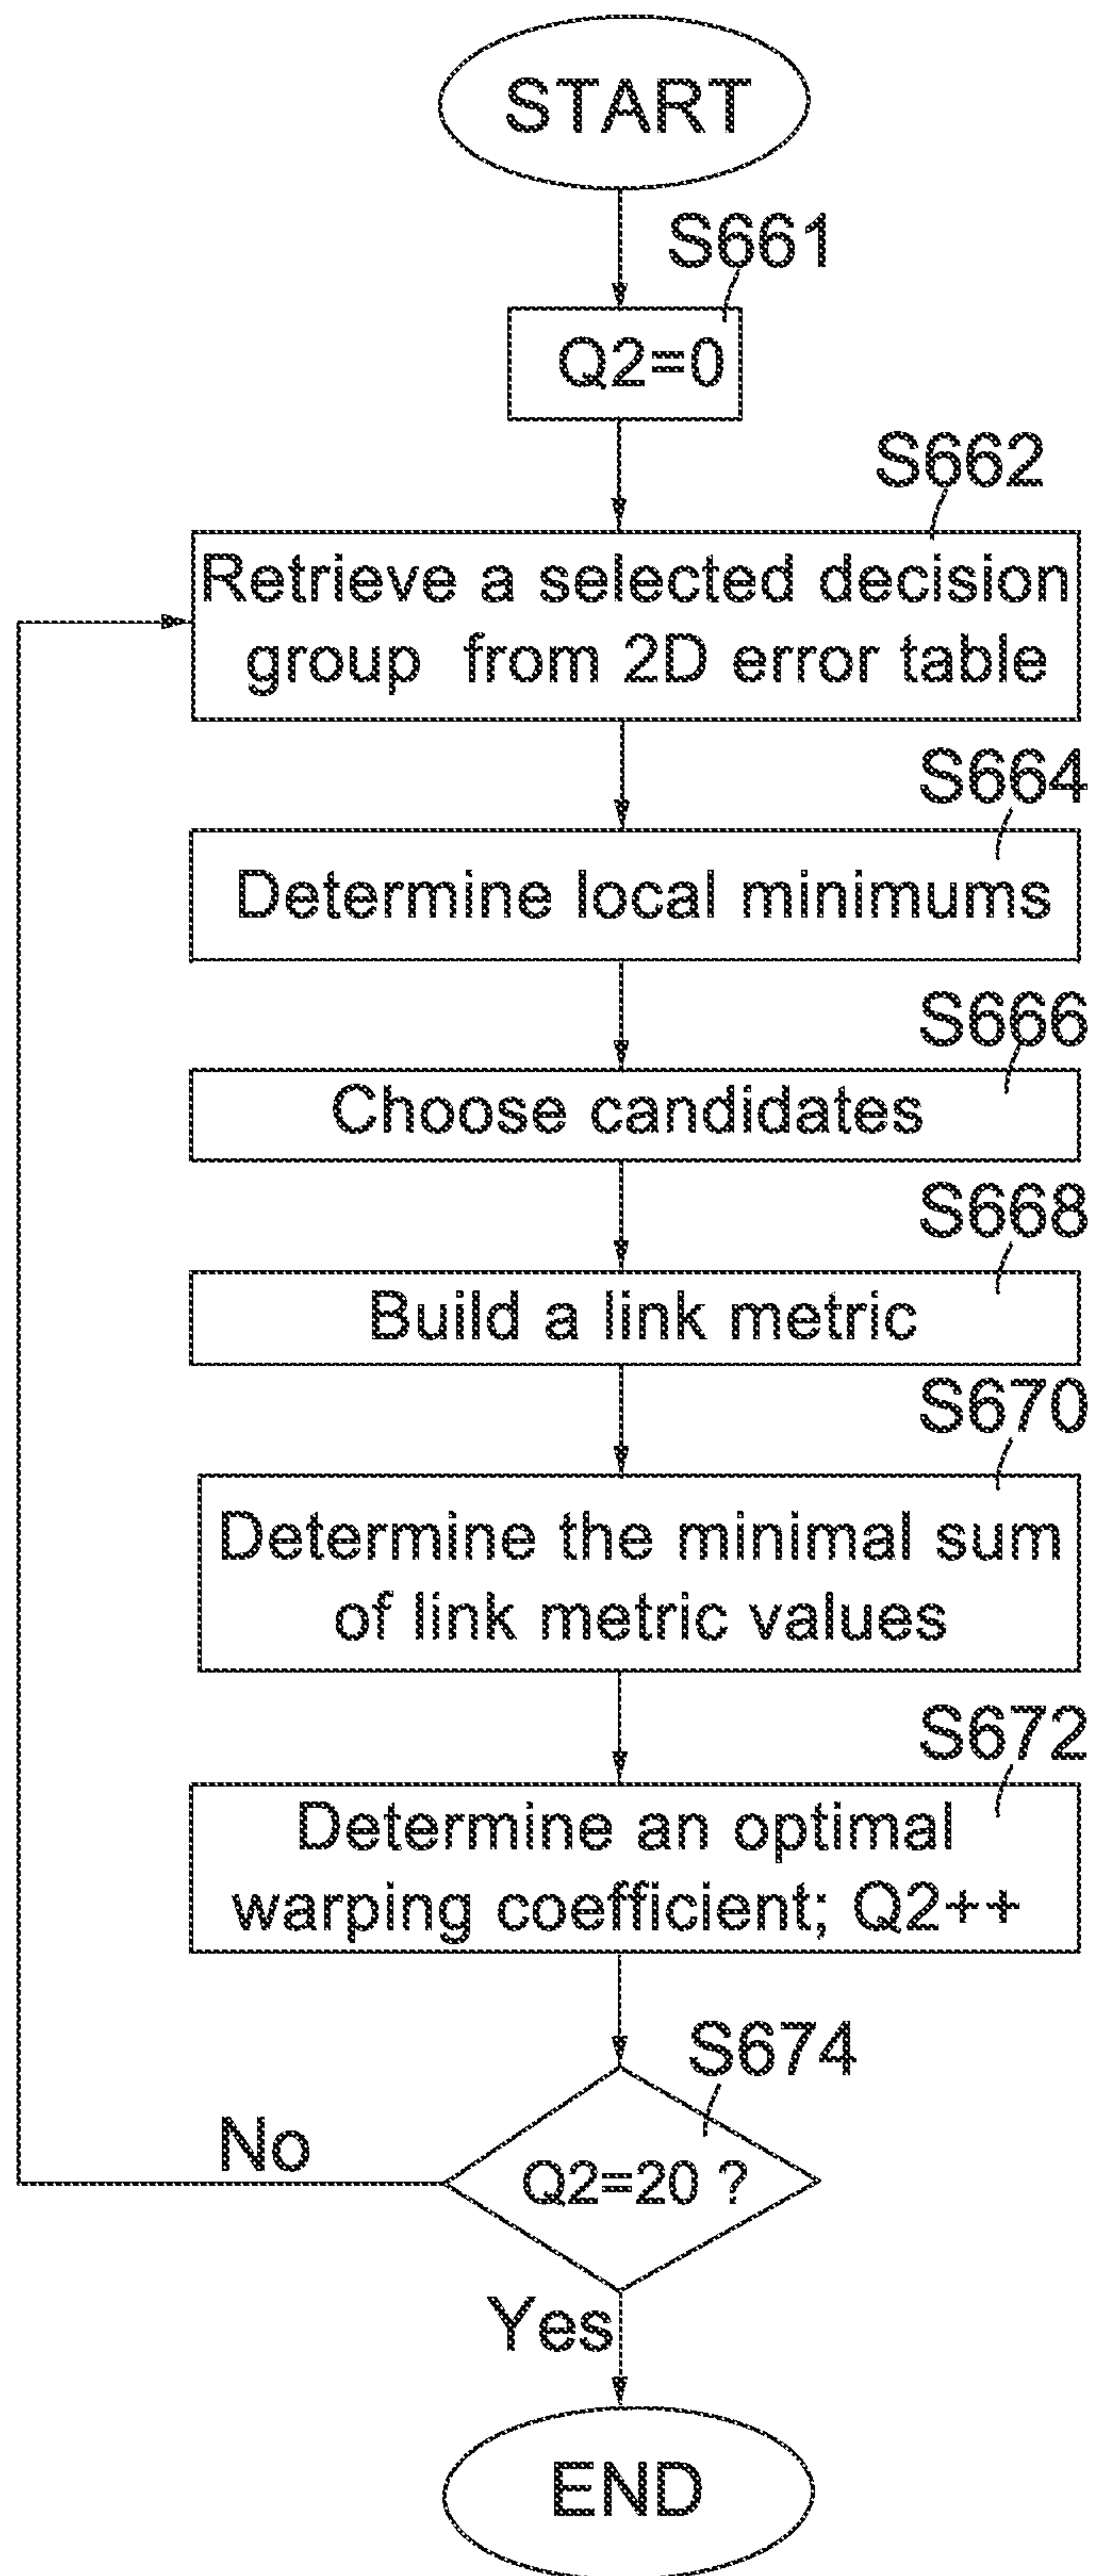 START
S661
Q2=0
S662
Retrieve a selected decision
group from 2D error table
S664
Determine local minimums
S666
Choose candidates
S668
Build a link metric
S670
Determine the minimal sum
of link metric values
S672
Determine an optimal
warping coefficient; Q2++
S674
No
Q2=20 ?
Yes
END